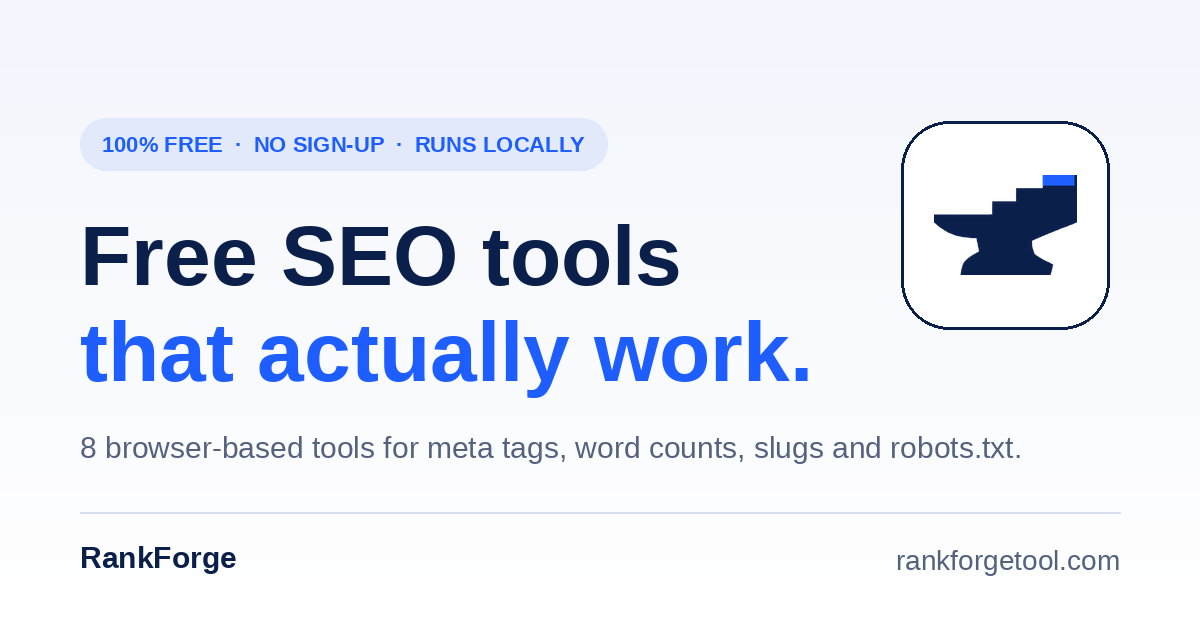 100% FREE · NO SIGN-UP · RUNS LOCALLY
Free SEO tools
that actually work.
8 browser-based tools for meta tags, word counts, slugs and robots.txt.
RankForge
rankforgetool.com